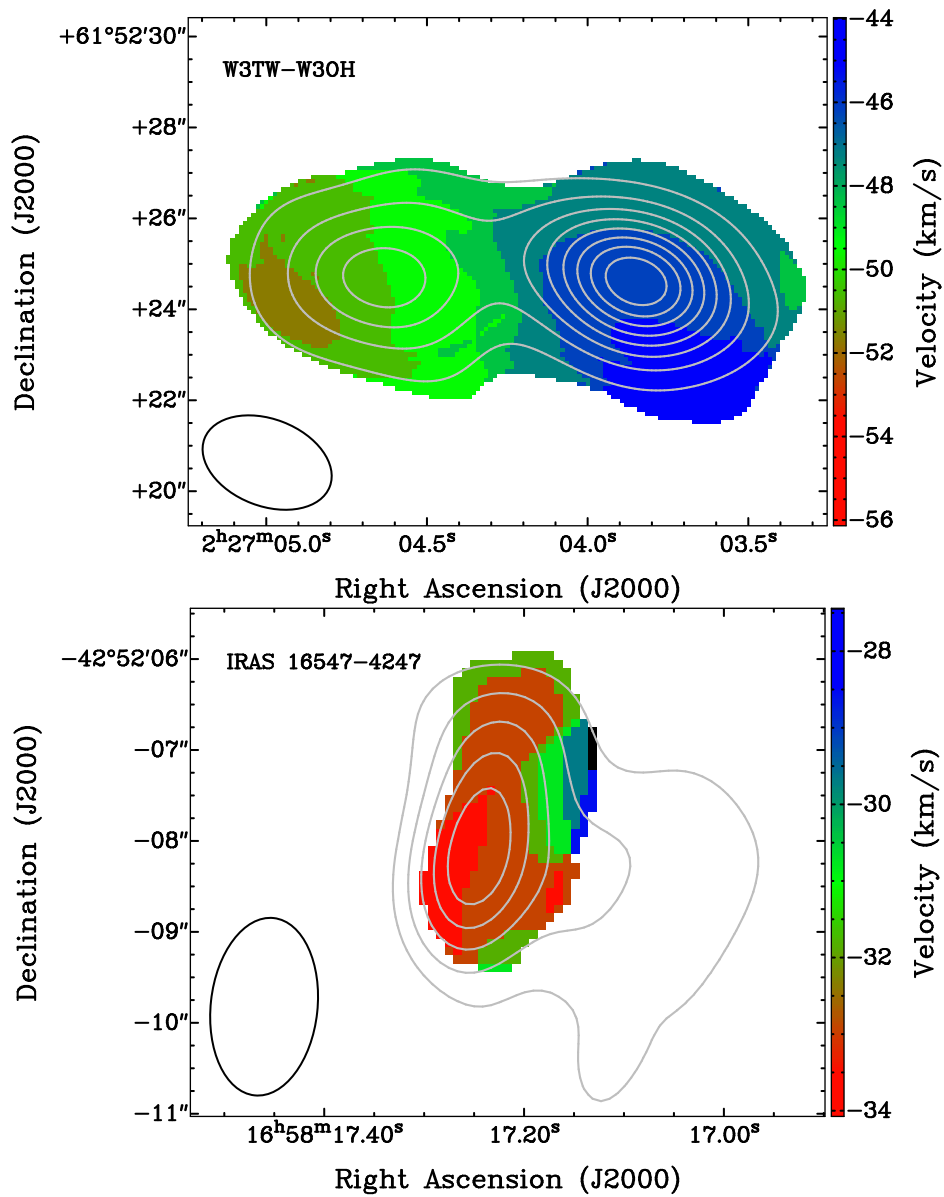 W3TW−W3OH
+61°52′30″
+28″
+26″
+24″
+22″
+20″
Declination (J2000)
2ʰ27ᵐ05.0ˢ 04.5ˢ 04.0ˢ 03.5ˢ
Right Ascension (J2000)
−44
−46
−48
−50
−52
−54
−56
Velocity (km/s)
IRAS 16547−4247
−42°52′06″
−07″
−08″
−09″
−10″
−11″
Declination (J2000)
16ʰ58ᵐ17.40ˢ 17.20ˢ 17.00ˢ
Right Ascension (J2000)
−28
−30
−32
−34
Velocity (km/s)